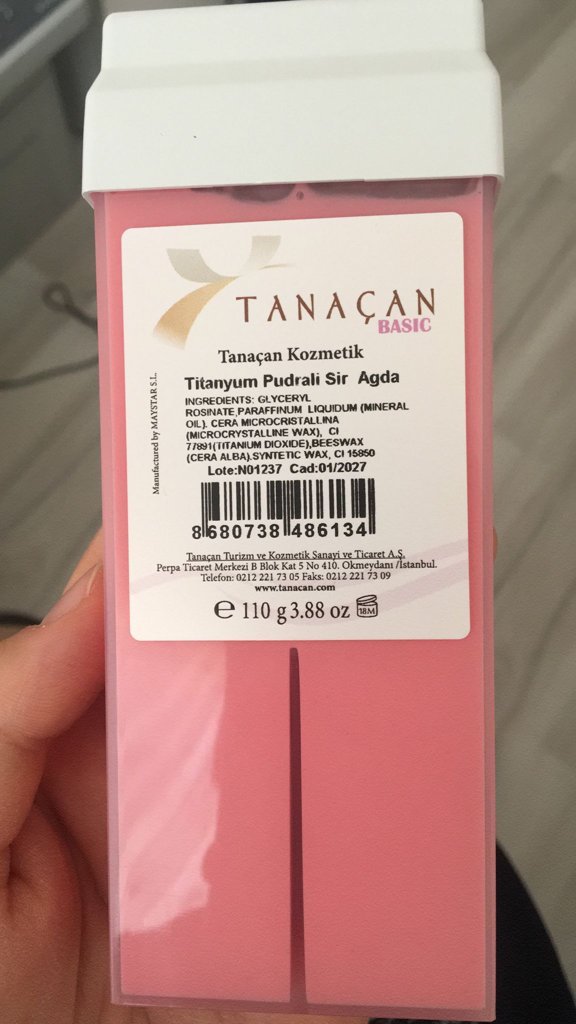 TANAÇAN
BASIC
Tanaçan Kozmetik
Titanyum Pudrali Sir Agda
INGREDIENTS: GLYCERYL
ROSINATE,PARAFFINUM LIQUIDUM (MINERAL
OIL). CERA MICROCRISTALLINA
(MICROCRYSTALLINE WAX), CI
77891(TITANIUM DIOXIDE),BEESWAX
(CERA ALBA).SYNTETIC WAX, CI 15850
Lote:N01237 Cad:01/2027
8 680738 486134
Tanaçan Turizm ve Kozmetik Sanayi ve Ticaret A.Ş.
Perpa Ticaret Merkezi B Blok Kat 5 No 410. Okmeydanı /İstanbul.
Telefon: 0212 221 73 05 Faks: 0212 221 73 09
www.tanacan.com
℮ 110 g 3.88 oz 18M
Manufactured by MAYSTAR S.L.